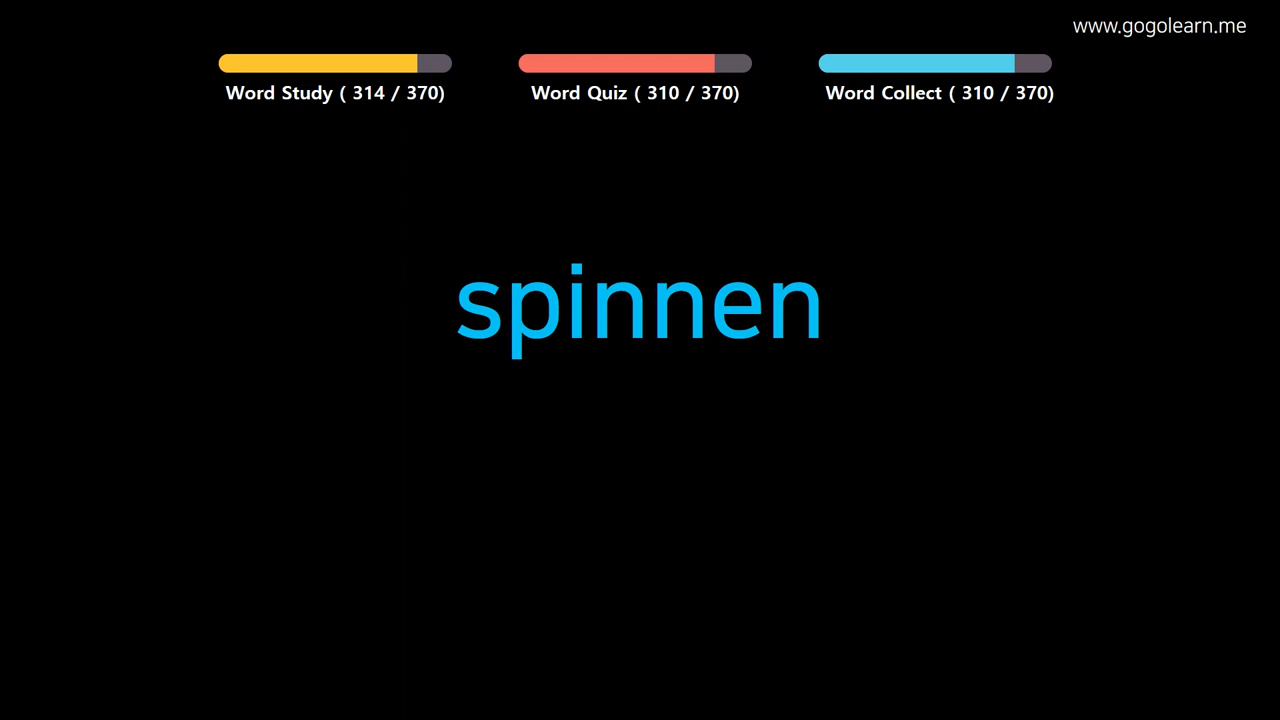 www.gogolearn.me
Word Study ( 314 / 370)
Word Quiz ( 310 / 370)
Word Collect ( 310 / 370)
spinnen